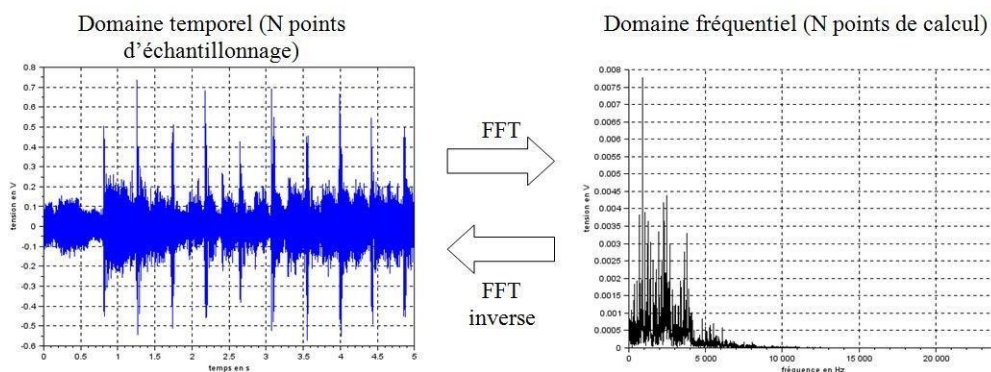 Domaine temporel (N points
d’échantillonnage)
Domaine fréquentiel (N points de calcul)
0.8
0.7
0.6
0.5
0.4
0.3
0.2
0.1
0
-0.1
-0.2
-0.3
-0.4
-0.5
-0.6
tension en V
0 0.5 1 1.5 2 2.5 3 3.5 4 4.5 5
temps en s
FFT
FFT
inverse
0.008
0.0075
0.007
0.0065
0.006
0.0055
0.005
0.0045
0.004
0.0035
0.003
0.0025
0.002
0.0015
0.001
0.0005
0
tension en V
0 5 000 10 000 15 000 20 000
fréquence en Hz